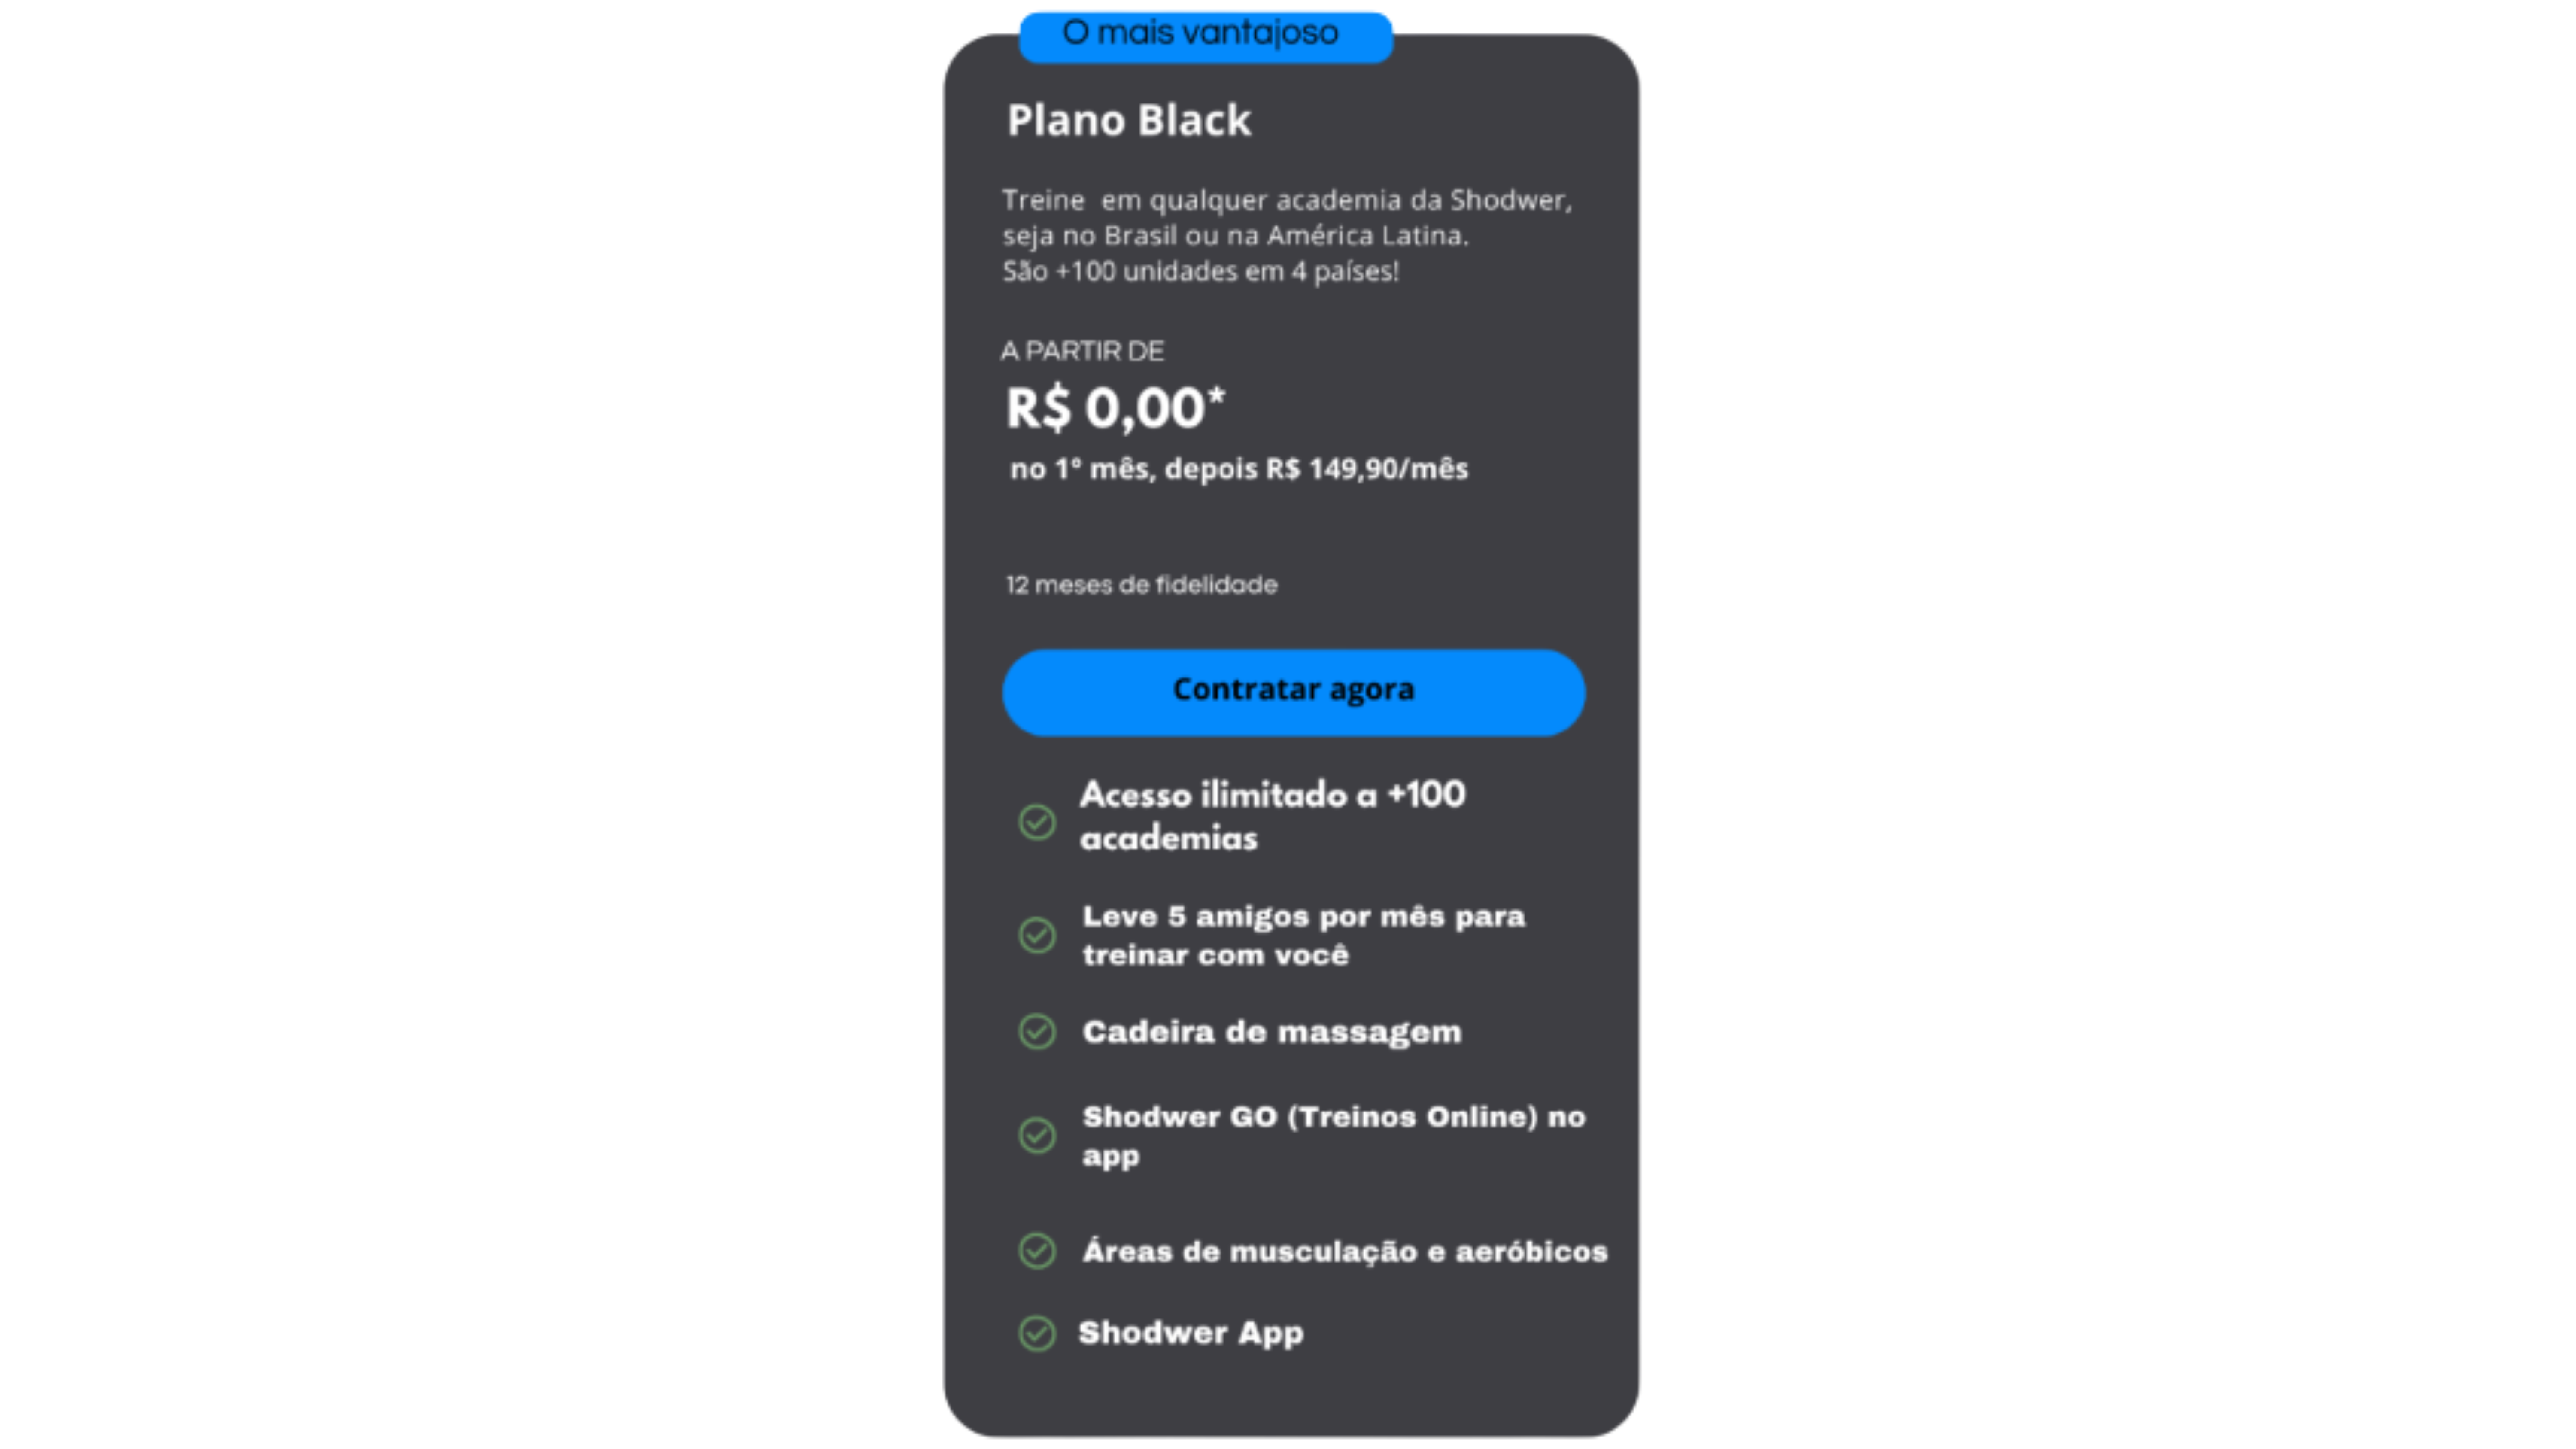 O mais vantajoso
Plano Black
Treine  em qualquer academia da Shodwer,
seja no Brasil ou na América Latina.
São +100 unidades em 4 países!
A PARTIR DE
R$ 0,00*
no 1º mês, depois R$ 149,90/mês
12 meses de fidelidade
Contratar agora
Acesso ilimitado a +100
academias
Leve 5 amigos por mês para
treinar com você
Cadeira de massagem
Shodwer GO (Treinos Online) no
app
Áreas de musculação e aeróbicos
Shodwer App